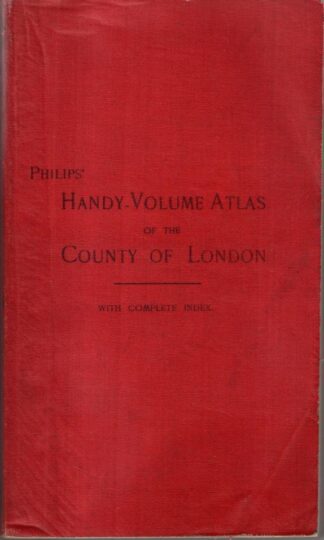 PHILIPS'
HANDY-VOLUME ATLAS
OF THE
COUNTY OF LONDON
WITH COMPLETE INDEX.